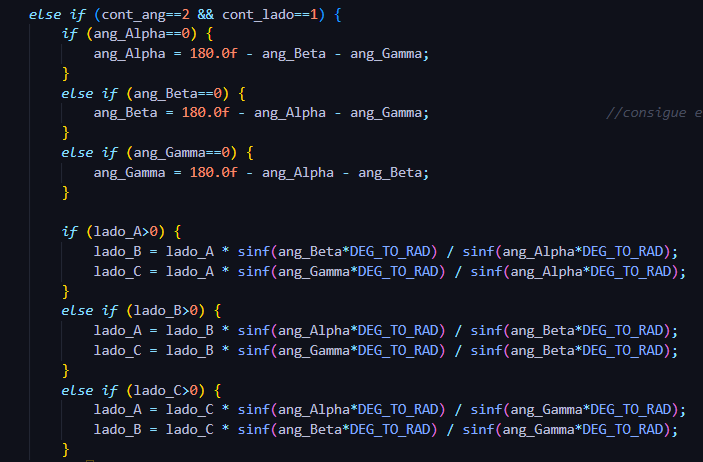 else if (cont_ang==2 && cont_lado==1) {
if (ang_Alpha==0) {
ang_Alpha = 180.0f - ang_Beta - ang_Gamma;
}
else if (ang_Beta==0) {
ang_Beta = 180.0f - ang_Alpha - ang_Gamma; //consigue e
}
else if (ang_Gamma==0) {
ang_Gamma = 180.0f - ang_Alpha - ang_Beta;
}
if (lado_A>0) {
lado_B = lado_A * sinf(ang_Beta*DEG_TO_RAD) / sinf(ang_Alpha*DEG_TO_RAD);
lado_C = lado_A * sinf(ang_Gamma*DEG_TO_RAD) / sinf(ang_Alpha*DEG_TO_RAD);
}
else if (lado_B>0) {
lado_A = lado_B * sinf(ang_Alpha*DEG_TO_RAD) / sinf(ang_Beta*DEG_TO_RAD);
lado_C = lado_B * sinf(ang_Gamma*DEG_TO_RAD) / sinf(ang_Beta*DEG_TO_RAD);
}
else if (lado_C>0) {
lado_A = lado_C * sinf(ang_Alpha*DEG_TO_RAD) / sinf(ang_Gamma*DEG_TO_RAD);
lado_B = lado_C * sinf(ang_Beta*DEG_TO_RAD) / sinf(ang_Gamma*DEG_TO_RAD);
}